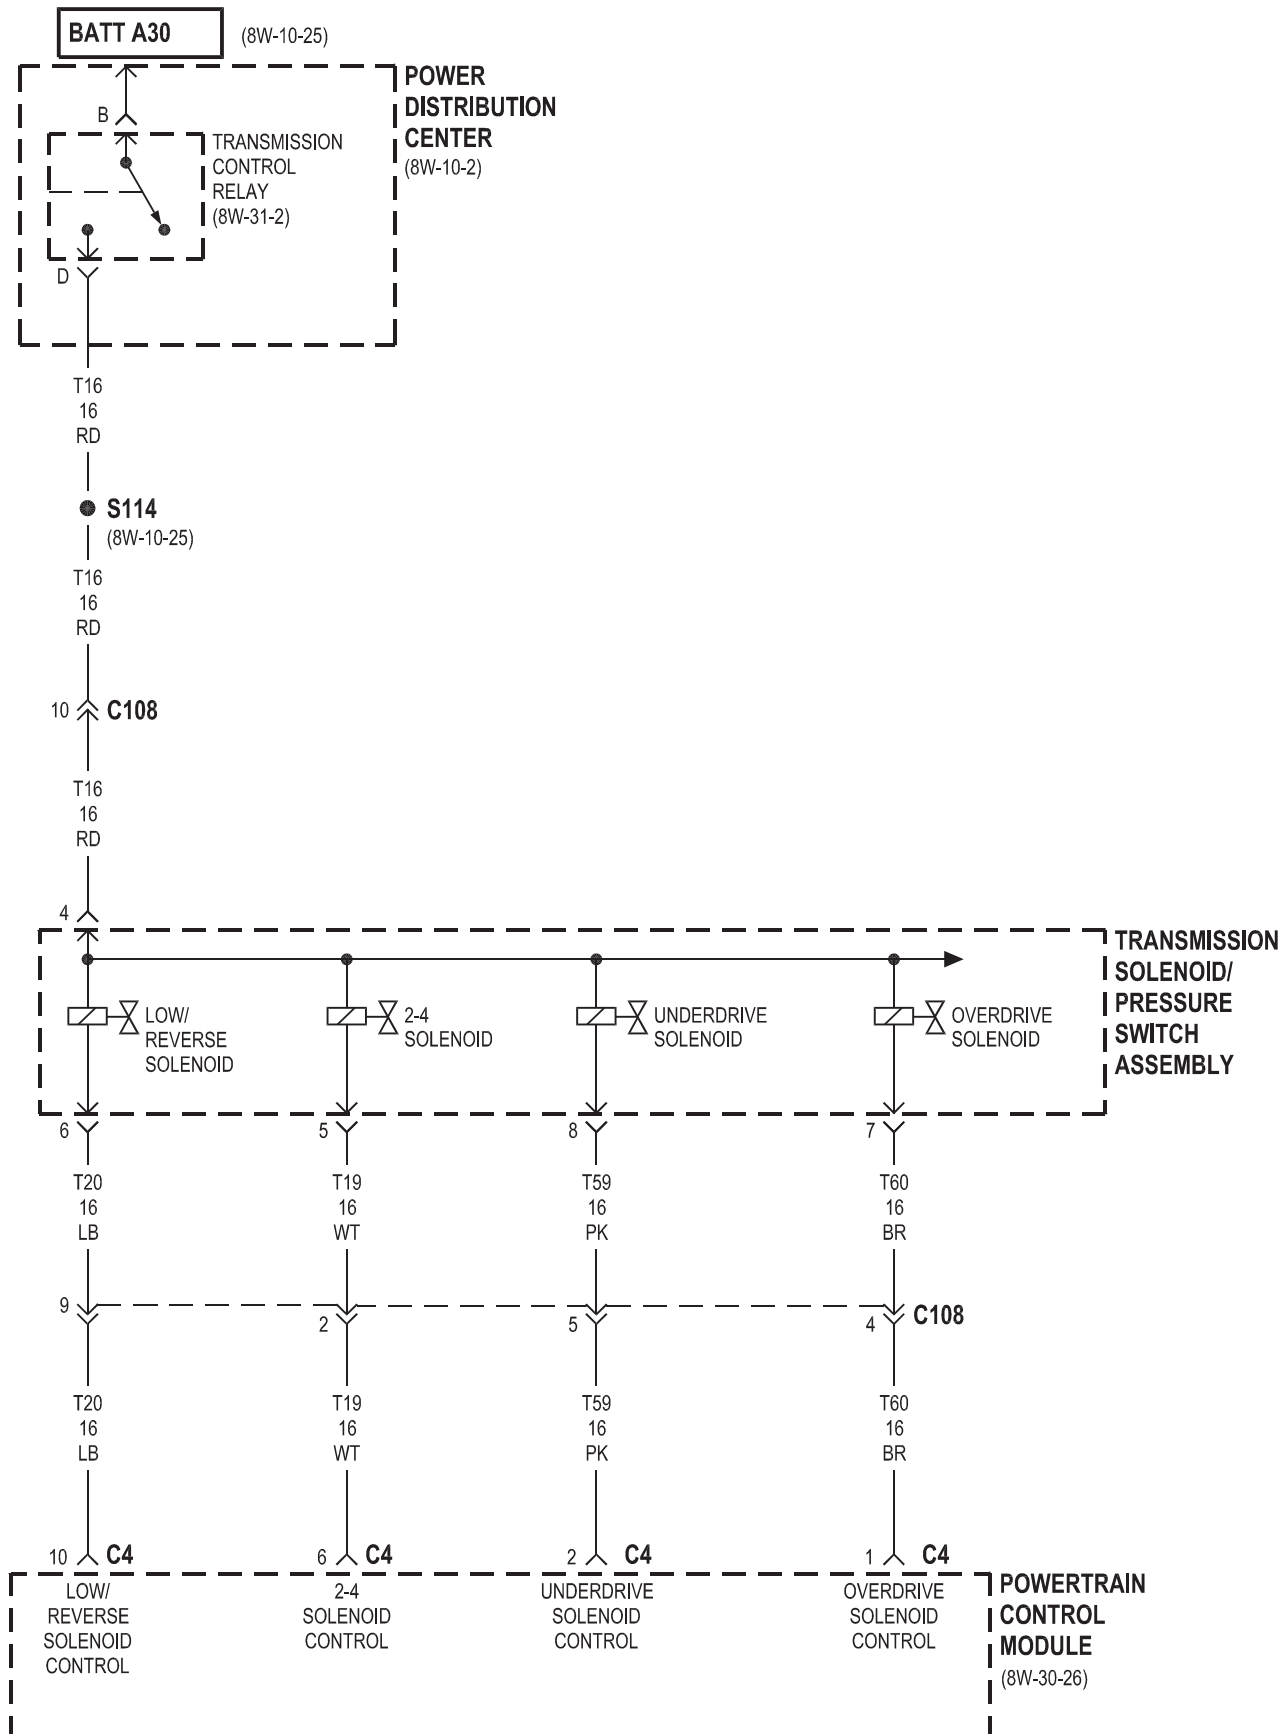 BATT A30
(8W-10-25)
POWER
DISTRIBUTION
CENTER
(8W-10-2)
B
TRANSMISSION
CONTROL
RELAY
(8W-31-2)
D
T16
16
RD
S114
(8W-10-25)
T16
16
RD
10
C108
T16
16
RD
4
TRANSMISSION
SOLENOID/
PRESSURE
SWITCH
ASSEMBLY
LOW/
REVERSE
SOLENOID
2-4
SOLENOID
UNDERDRIVE
SOLENOID
OVERDRIVE
SOLENOID
6
5
8
7
T20
16
LB
T19
16
WT
T59
16
PK
T60
16
BR
9
2
5
4
C108
T20
16
LB
T19
16
WT
T59
16
PK
T60
16
BR
10 C4
6 C4
2 C4
1 C4
LOW/
REVERSE
SOLENOID
CONTROL
2-4
SOLENOID
CONTROL
UNDERDRIVE
SOLENOID
CONTROL
OVERDRIVE
SOLENOID
CONTROL
POWERTRAIN
CONTROL
MODULE
(8W-30-26)